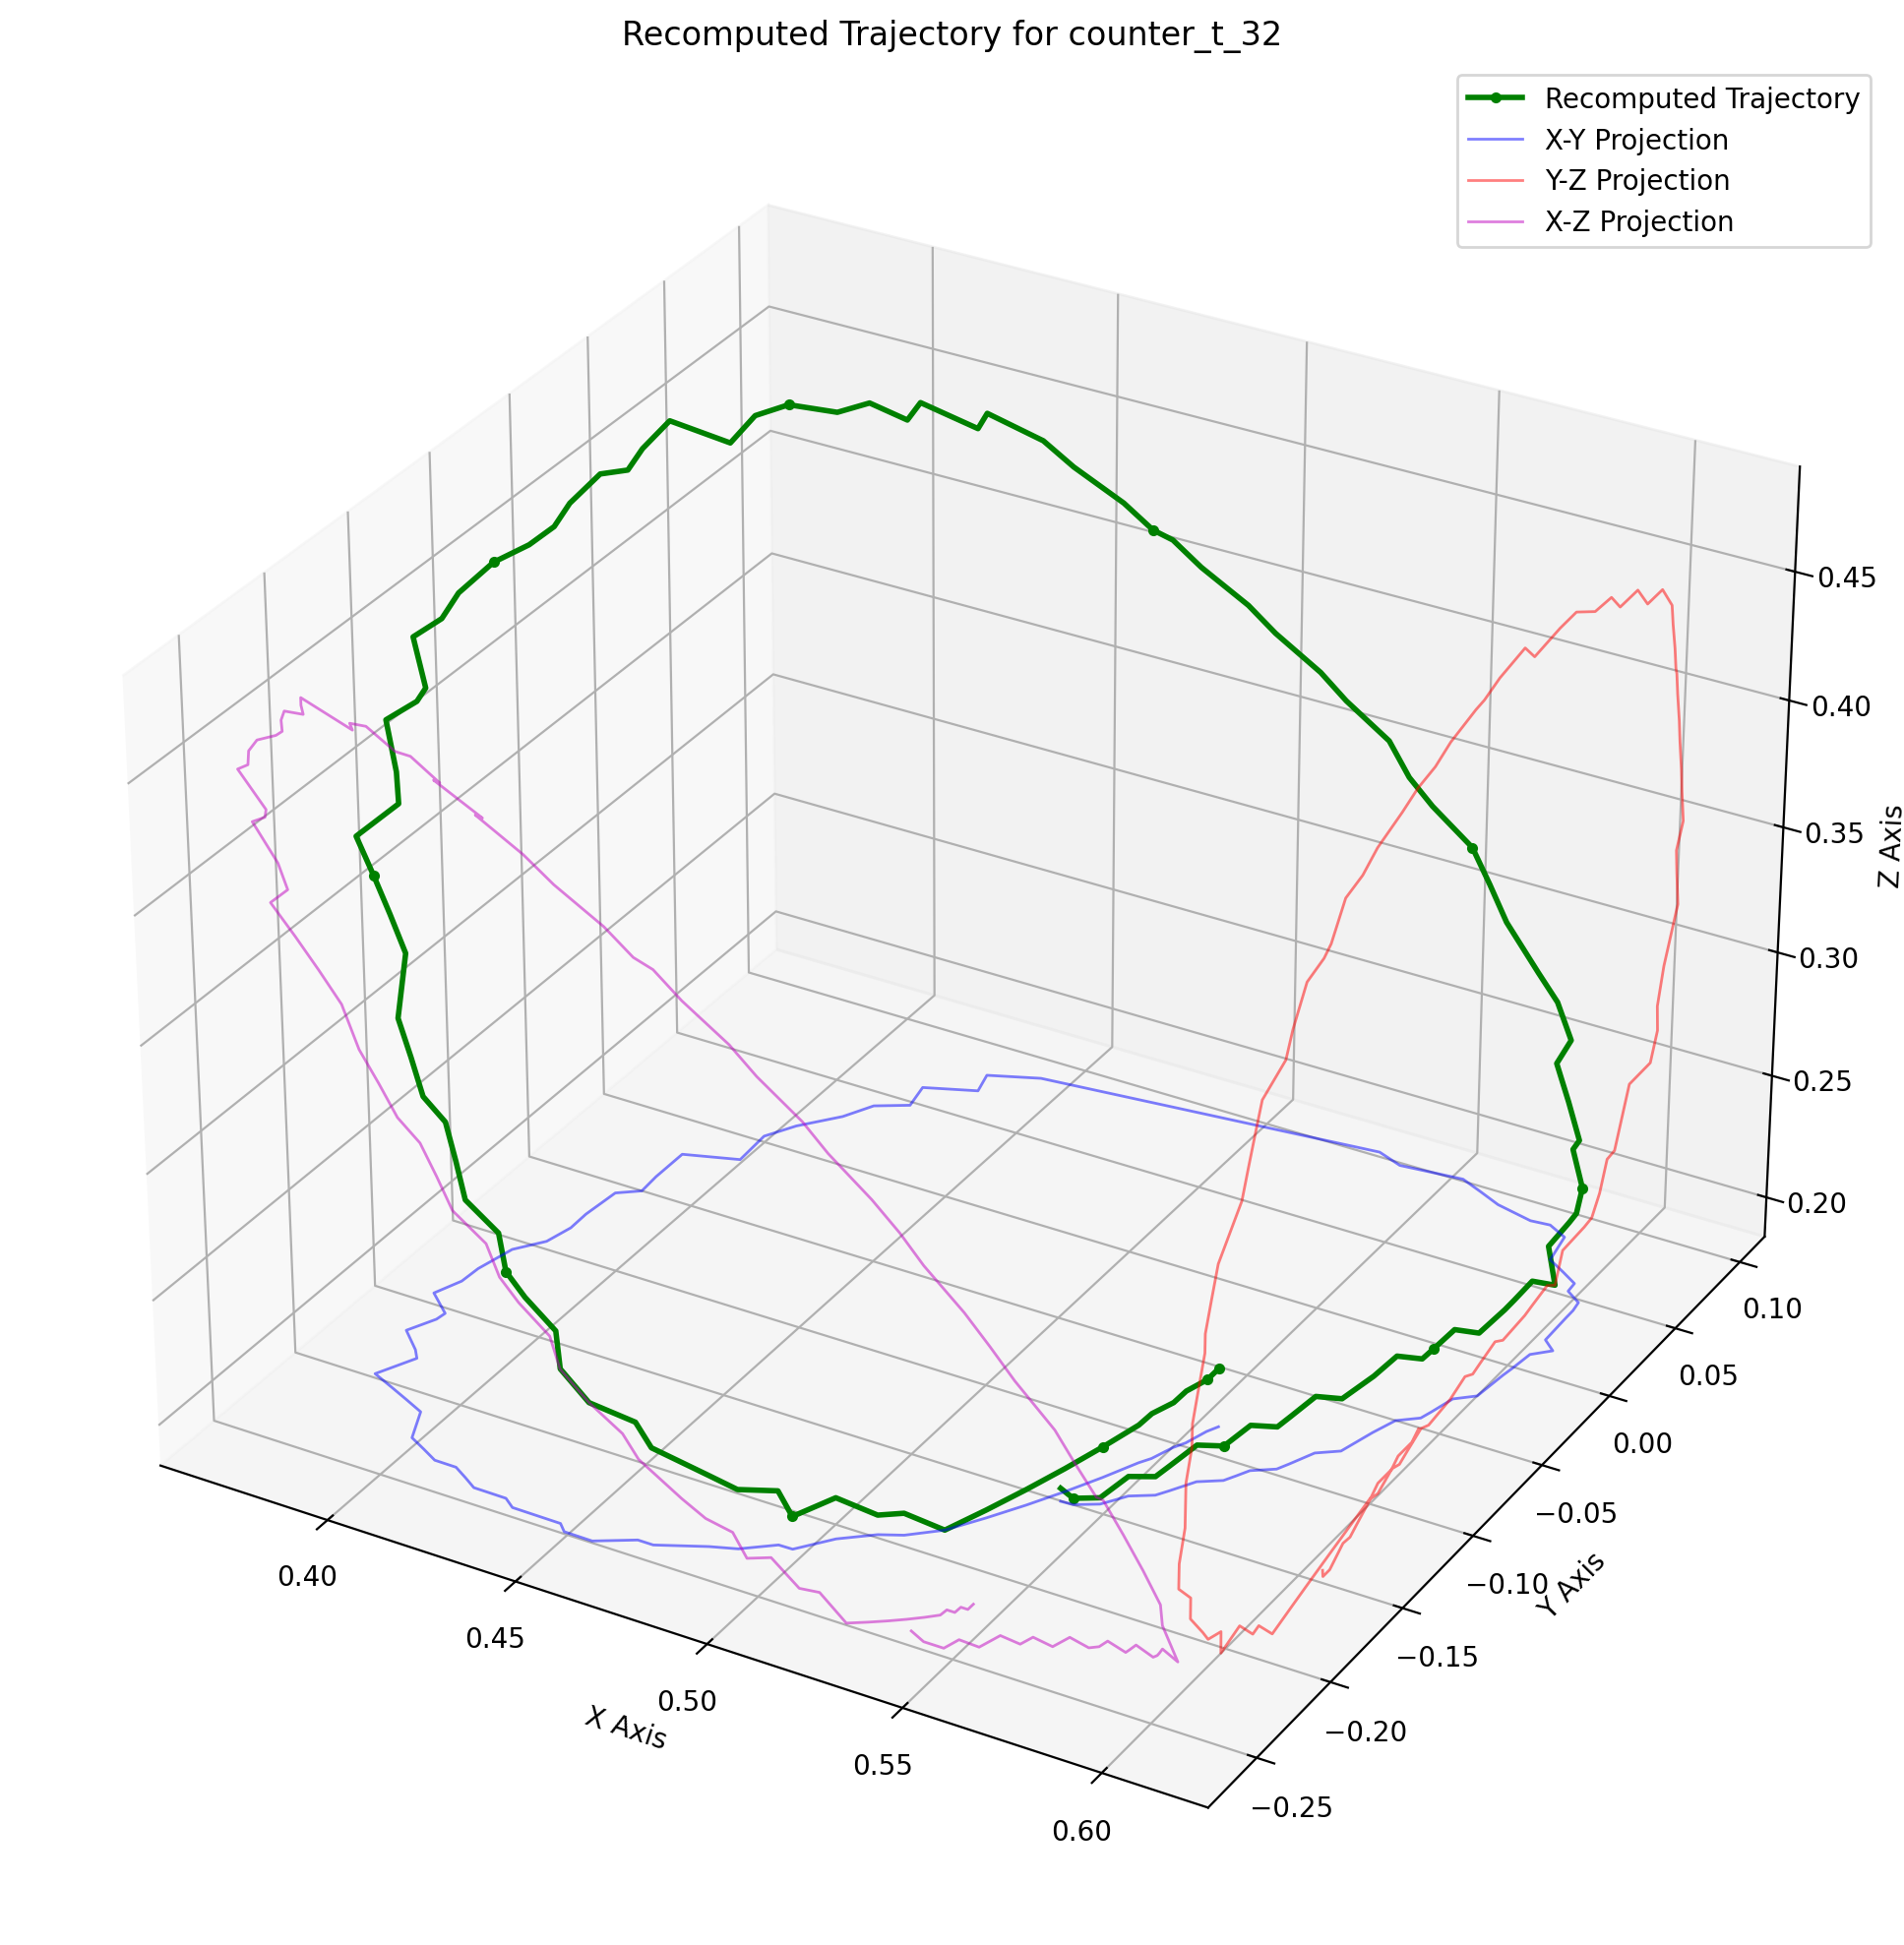 Recomputed Trajectory for counter_t_32
Recomputed Trajectory
X-Y Projection
Y-Z Projection
X-Z Projection
0.45
0.40
0.35
0.30
0.25
0.20
Z Axis
0.10
0.05
0.00
−0.05
−0.10
−0.15
−0.20
−0.25
Y Axis
0.40
0.45
0.50
0.55
0.60
X Axis